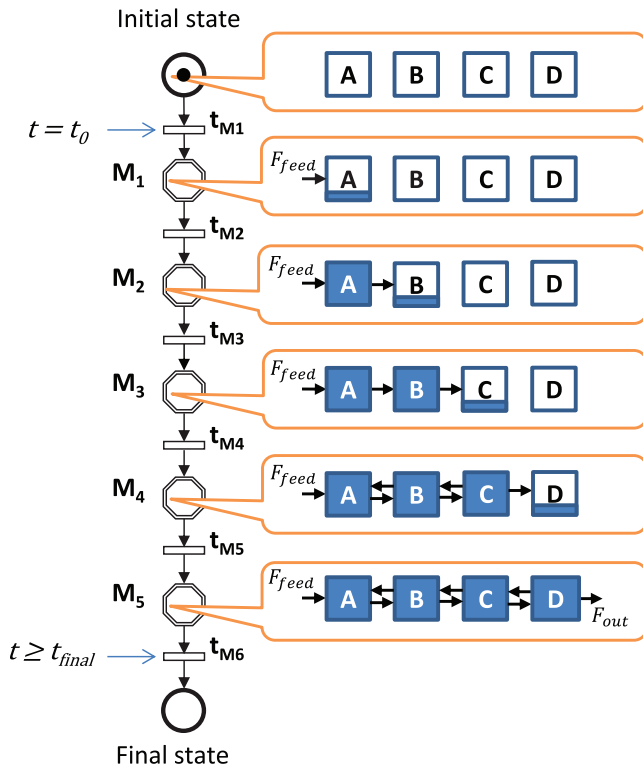 Initial state
A B C D
t = t0
tM1
M1
Ffeed
A B C D
tM2
M2
Ffeed
A B C D
tM3
M3
Ffeed
A B C D
tM4
M4
Ffeed
A B C D
tM5
M5
Ffeed
A B C D
Fout
t ≥ tfinal
tM6
Final state